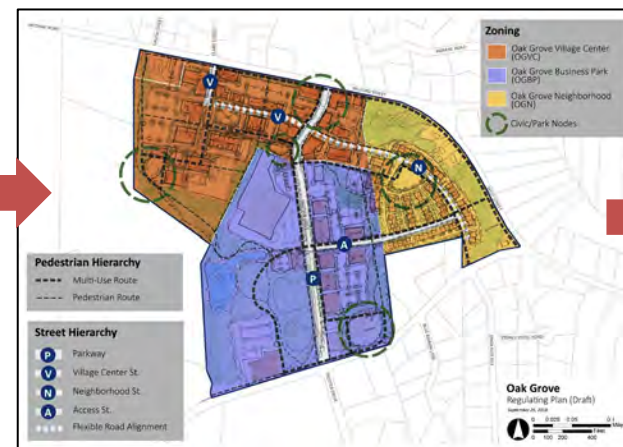 Zoning
Oak Grove Village Center
(OGVC)
Oak Grove Business Park
(OGBP)
Oak Grove Neighborhood
(OGN)
Civic/Park Nodes
V
V
N
A
P
Pedestrian Hierarchy
Multi-Use Route
Pedestrian Route
Street Hierarchy
P Parkway
V Village Center St.
N Neighborhood St.
A Access St.
Flexible Road Alignment
Oak Grove
Regulating Plan (Draft)